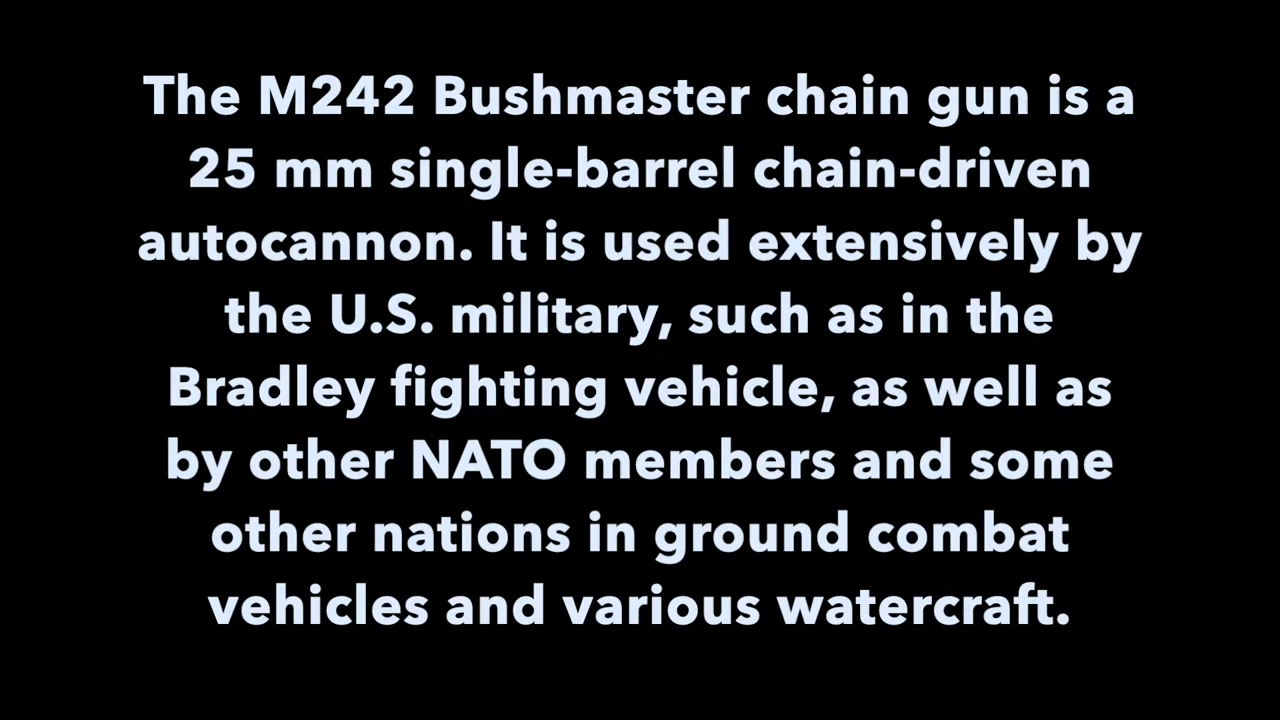 The M242 Bushmaster chain gun is a
25 mm single-barrel chain-driven
autocannon. It is used extensively by
the U.S. military, such as in the
Bradley fighting vehicle, as well as
by other NATO members and some
other nations in ground combat
vehicles and various watercraft.